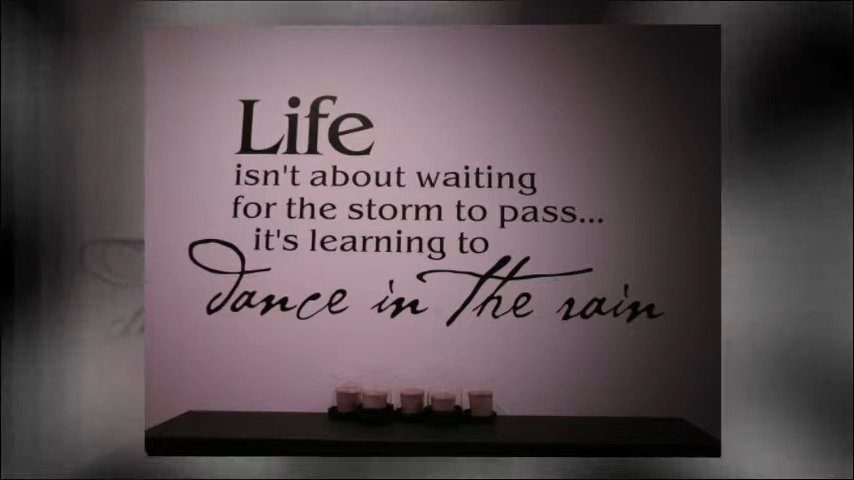 Life
isn't about waiting
for the storm to pass...
it's learning to
dance in the rain